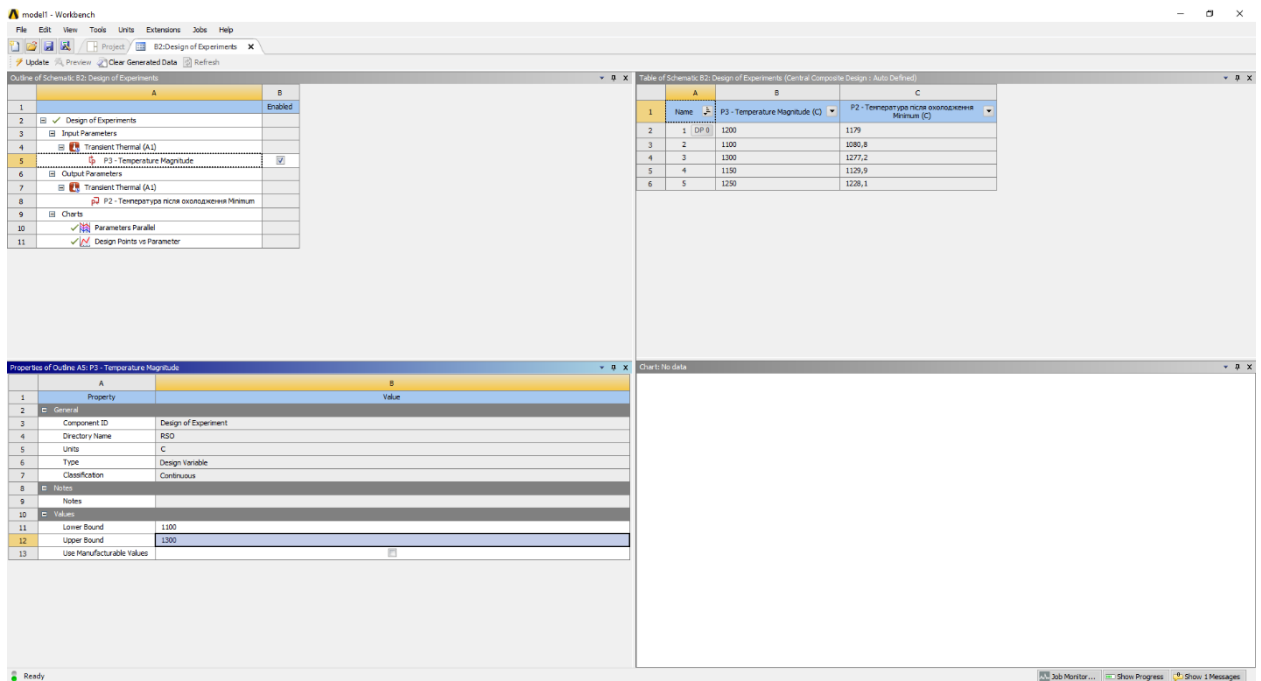 model1 - Workbench
File Edit View Tools Units Extensions Jobs Help
Project B2:Design of Experiments
Update Preview Clear Generated Data Refresh
Outline of Schematic B2: Design of Experiments
A B
1 Enabled
2 Design of Experiments
3 Input Parameters
4 Transient Thermal (A1)
5 P3 - Temperature Magnitude
6 Output Parameters
7 Transient Thermal (A1)
8 P2 - Температура після охолодження Minimum
9 Charts
10 Parameters Parallel
11 Design Points vs Parameter
Table of Schematic B2: Design of Experiments (Central Composite Design : Auto Defined)
A B C
1 Name P3 - Temperature Magnitude (C) P2 - Температура після охолодження
Minimum (C)
2 1 DP 0 1200 1179
3 2 1100 1080,8
4 3 1300 1277,2
5 4 1150 1129,9
6 5 1250 1228,1
Properties of Outline A5: P3 - Temperature Magnitude
A B
1 Property Value
2 General
3 Component ID Design of Experiment
4 Directory Name RSO
5 Units C
6 Type Design Variable
7 Classification Continuous
8 Notes
9 Notes
10 Values
11 Lower Bound 1100
12 Upper Bound 1300
13 Use Manufacturable Values
Chart: No data
Ready
Job Monitor... Show Progress Show 1 Messages